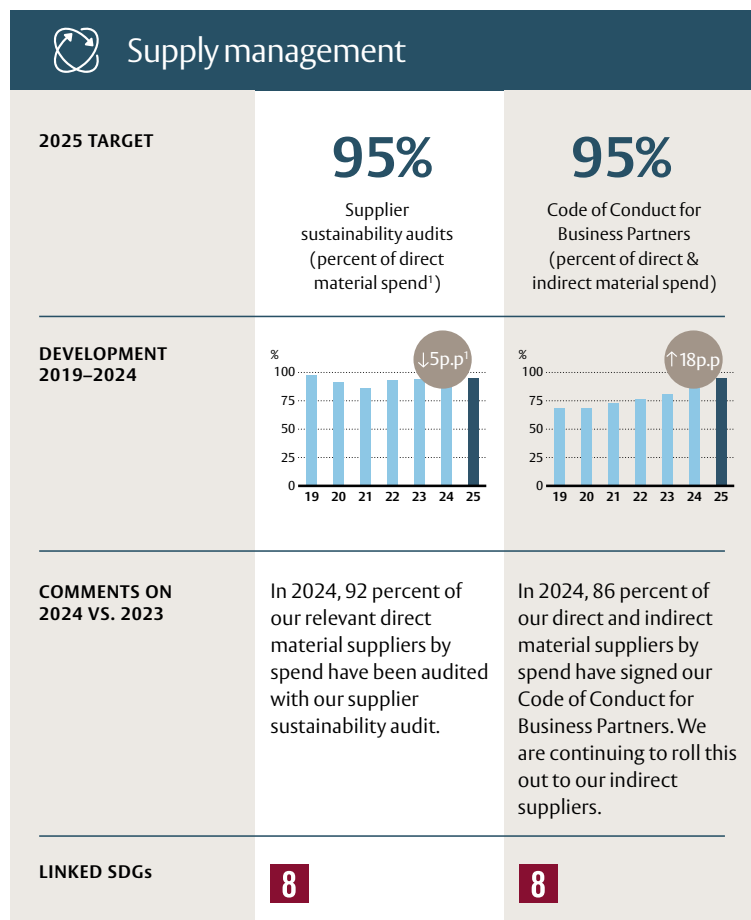 Supply management
2025 TARGET
95%
Supplier
sustainability audits
(percent of direct
material spend¹)
95%
Code of Conduct for
Business Partners
(percent of direct &
indirect material spend)
DEVELOPMENT
2019–2024
%
↓5p.p¹
100
75
50
25
0
19 20 21 22 23 24 25
%
↑18p.p
100
75
50
25
0
19 20 21 22 23 24 25
COMMENTS ON
2024 VS. 2023
In 2024, 92 percent of
our relevant direct
material suppliers by
spend have been audited
with our supplier
sustainability audit.
In 2024, 86 percent of
our direct and indirect
material suppliers by
spend have signed our
Code of Conduct for
Business Partners. We
are continuing to roll this
out to our indirect
suppliers.
LINKED SDGs
8
8